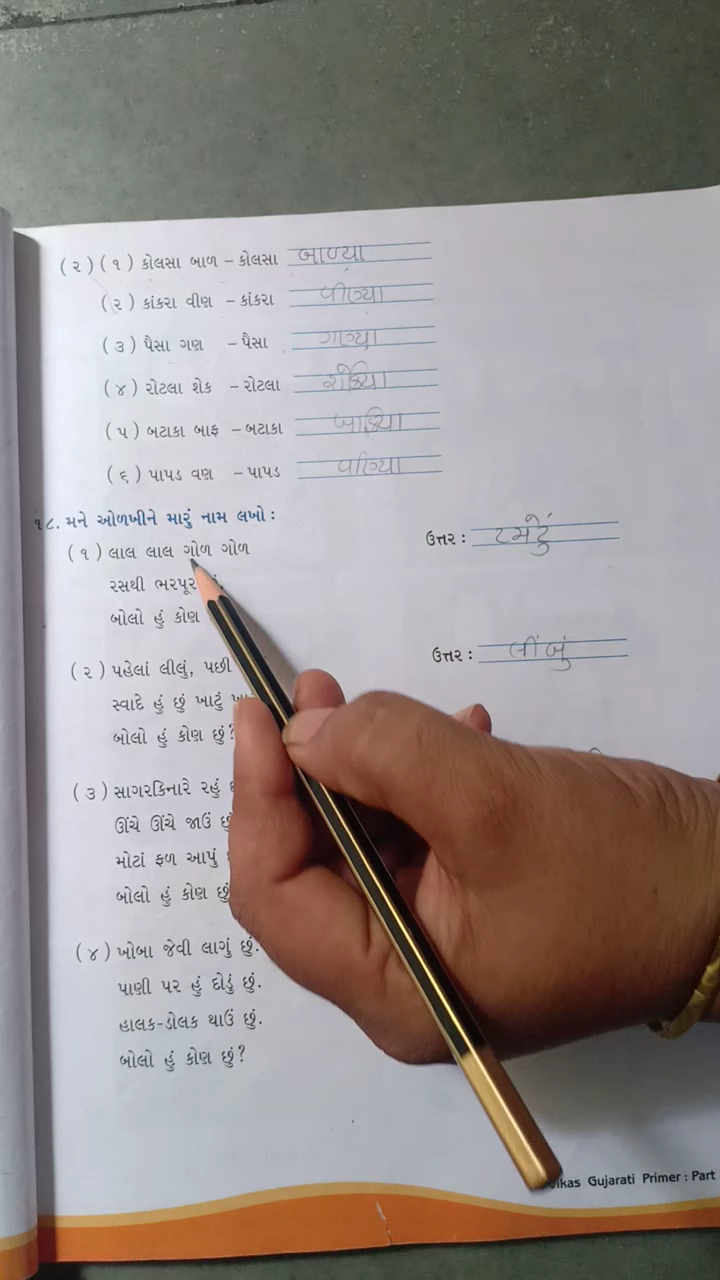 (૨) (૧) કોલસા બાળ – કોલસા બાળ્યા
(૨) કાંકરા વીણ – કાંકરા વીણ્યા
(૩) પૈસા ગણ – પૈસા ગણ્યા
(૪) રોટલા શેક – રોટલા શેક્યા
(૫) બટાકા બાફ – બટાકા
(૬) પાપડ વણ – પાપડ વણ્યા
૧૮. મને ઓળખીને મારું નામ લખો :
(૧) લાલ લાલ ગોળ ગોળ
રસથી ભરપૂર
બોલો હું કોણ
ઉત્તર : ટમેટું
(૨) પહેલાં લીલું, પછી
સ્વાદે હું છું ખાટું
બોલો હું કોણ છું?
ઉત્તર : લીંબું
(૩) સાગરકિનારે રહું
ઊંચે ઊંચે જાઉં છું
મોટાં ફળ આપું
બોલો હું કોણ છું
(૪) ખોબા જેવી લાગું છું.
પાણી પર હું દોડું છું.
હાલક-ડોલક થાઉં છું.
બોલો હું કોણ છું?
Vikas Gujarati Primer : Part